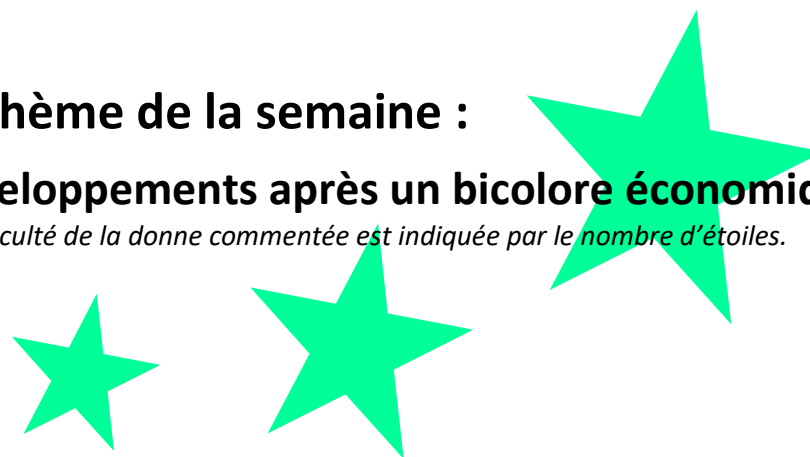 hème de la semaine :
eloppements après un bicolore économi
culté de la donne commentée est indiquée par le nombre d'étoiles.